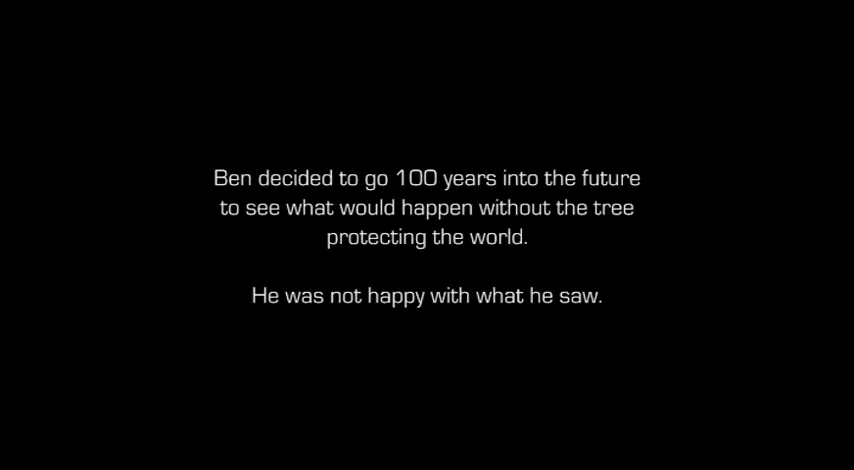 Ben decided to go 100 years into the future
to see what would happen without the tree
protecting the world.
He was not happy with what he saw.